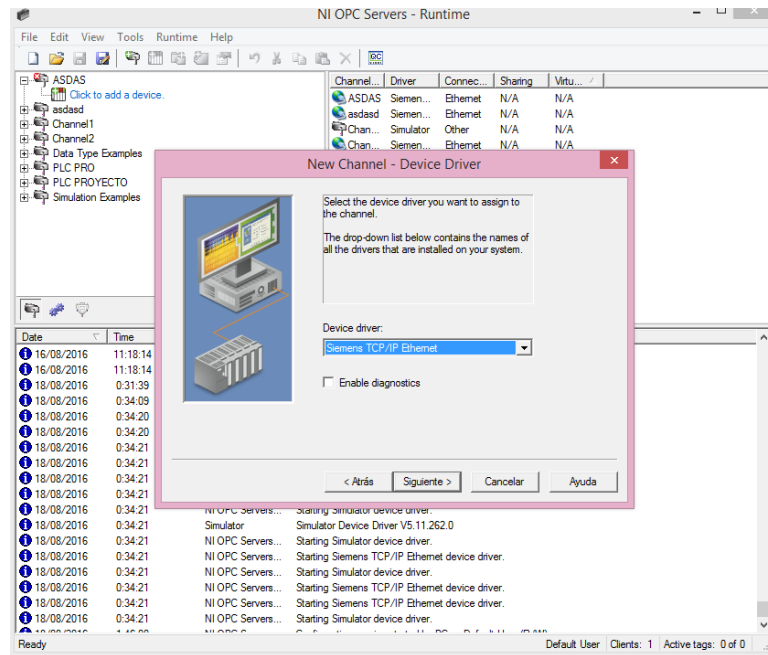 NI OPC Servers - Runtime
File Edit View Tools Runtime Help
ASDAS
Click to add a device.
asdasd
Channel1
Channel2
Data Type Examples
PLC PRO
PLC PROYECTO
Simulation Examples
Channel... Driver Connec... Sharing Virtu...
ASDAS Siemen... Ethernet N/A N/A
asdasd Siemen... Ethernet N/A N/A
Chan... Simulator Other N/A N/A
Chan... Siemen... Ethernet N/A N/A
New Channel - Device Driver
Select the device driver you want to assign to
the channel.
The drop-down list below contains the names of
all the drivers that are installed on your system.
Device driver:
Siemens TCP/IP Ethernet
Enable diagnostics
< Atrás Siguiente > Cancelar Ayuda
Date Time
16/08/2016 11:18:14
16/08/2016 11:18:14
18/08/2016 0:31:39
18/08/2016 0:34:09
18/08/2016 0:34:20
18/08/2016 0:34:20
18/08/2016 0:34:21
18/08/2016 0:34:21
18/08/2016 0:34:21
18/08/2016 0:34:21
18/08/2016 0:34:21 NI OPC Servers... Starting Simulator device driver.
18/08/2016 0:34:21 Simulator Simulator Device Driver V5.11.262.0
18/08/2016 0:34:21 NI OPC Servers... Starting Simulator device driver.
18/08/2016 0:34:21 NI OPC Servers... Starting Siemens TCP/IP Ethernet device driver.
18/08/2016 0:34:21 NI OPC Servers... Starting Simulator device driver.
18/08/2016 0:34:21 NI OPC Servers... Starting Siemens TCP/IP Ethernet device driver.
18/08/2016 0:34:21 NI OPC Servers... Starting Siemens TCP/IP Ethernet device driver.
18/08/2016 0:34:21 NI OPC Servers... Starting Simulator device driver.
Ready Default User Clients: 1 Active tags: 0 of 0